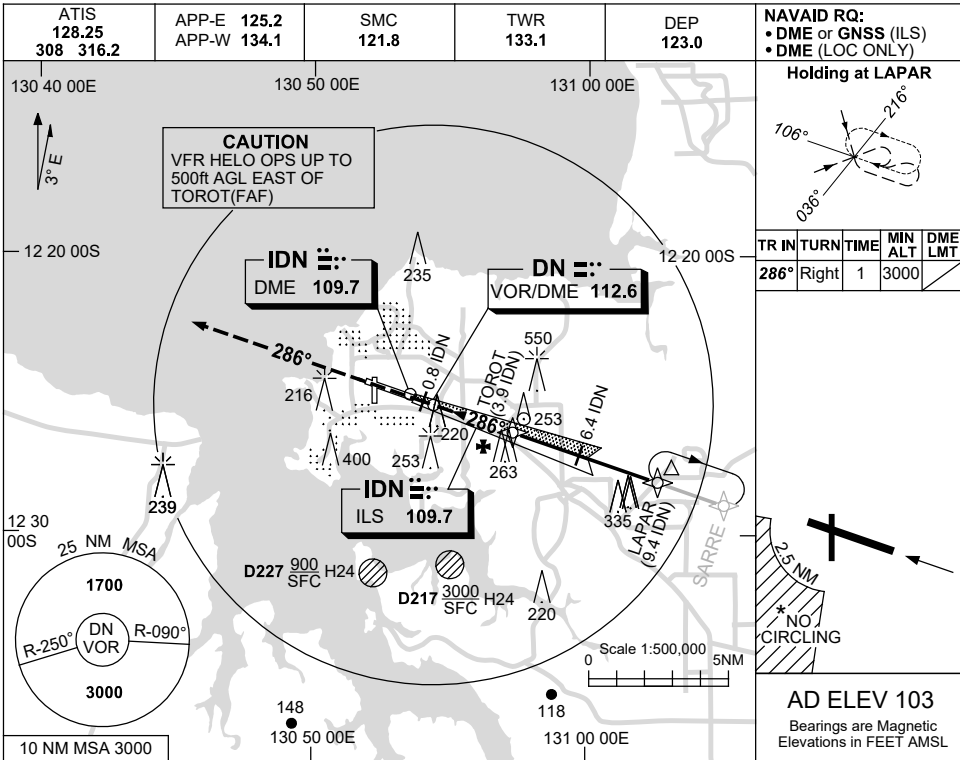 ATIS
128.25
308 316.2
APP-E 125.2
APP-W 134.1
SMC
121.8
TWR
133.1
DEP
123.0
NAVAID RQ:
• DME or GNSS (ILS)
• DME (LOC ONLY)
130 40 00E
130 50 00E
131 00 00E
3° E
CAUTION
VFR HELO OPS UP TO
500ft AGL EAST OF
TOROT(FAF)
Holding at LAPAR
106°
216°
036°
TR IN TURN TIME MIN ALT DME LMT
286° Right 1 3000
12 20 00S
12 20 00S
IDN
DME 109.7
235
DN
VOR/DME 112.6
286°
216
0.8 IDN
TOROT
(3.9 IDN)
550
286°
220
253
6.4 IDN
400
253
263
239
IDN
ILS 109.7
335
LAPAR
(9.4 IDN)
SARRE
12 30
00S
25 NM MSA
1700
DN
VOR
R-250°
R-090°
3000
D227 900 H24
SFC
D217 3000 H24
SFC
220
Scale 1:500,000
0
5NM
2.5 NM
*NO
CIRCLING
148
118
130 50 00E
131 00 00E
10 NM MSA 3000
AD ELEV 103
Bearings are Magnetic
Elevations in FEET AMSL